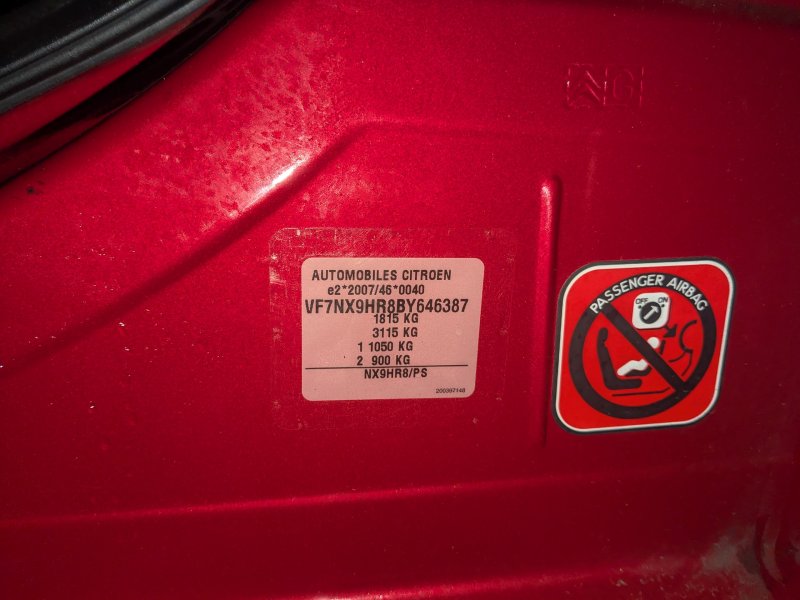 AUTOMOBILES CITROEN
e2*2007/46*0040
VF7NX9HR8BY646387
1815 KG
3115 KG
1 1050 KG
2 900 KG
NX9HR8/PS
200397148
PASSENGER AIRBAG
OFF ON